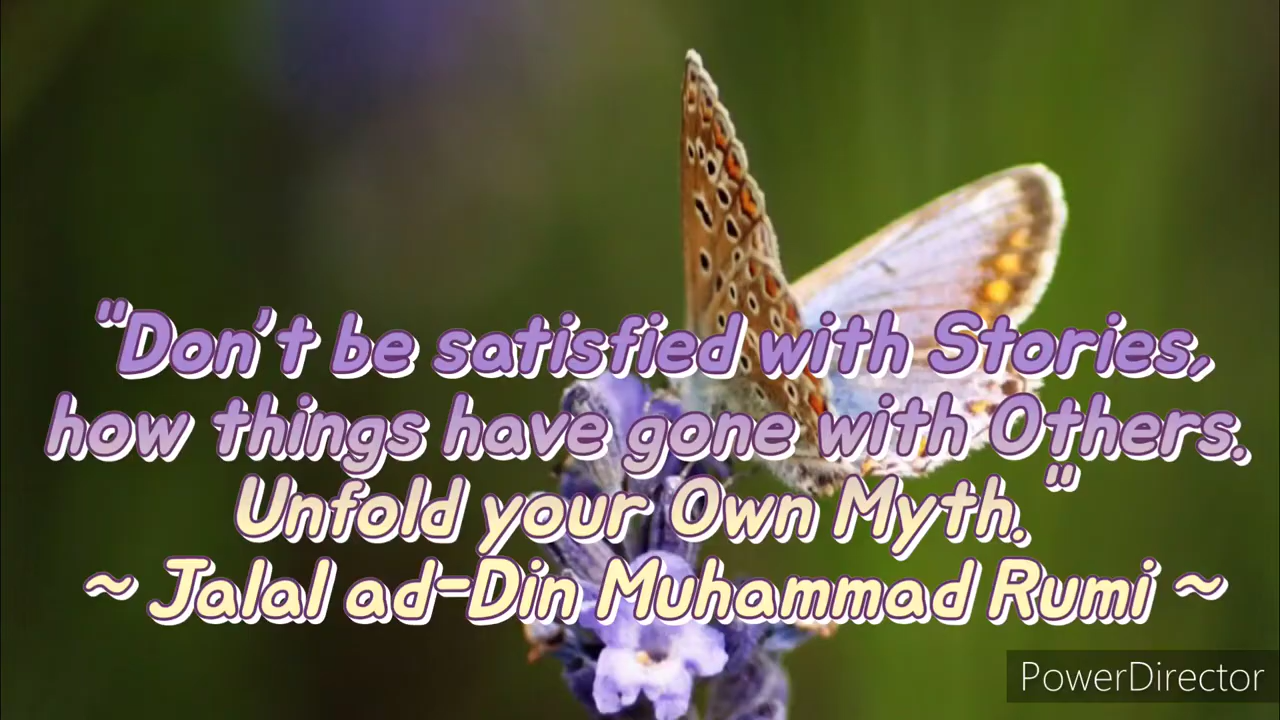 "Don't be satisfied with Stories,
how things have gone with Others.
Unfold your Own Myth."
~ Jalal ad-Din Muhammad Rumi ~
PowerDirector